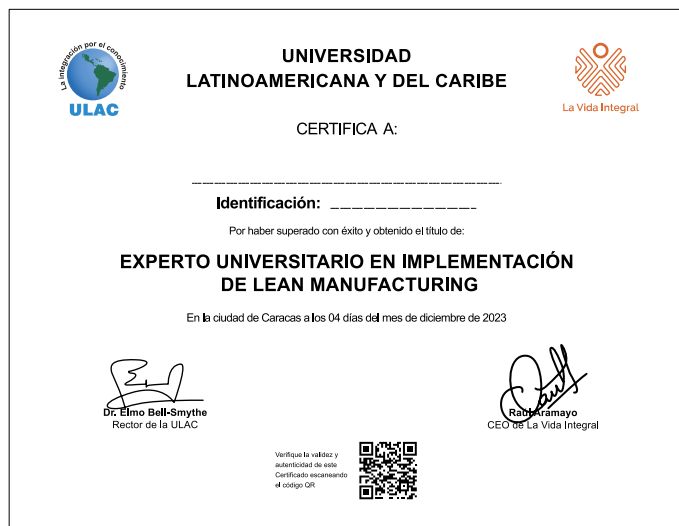 La integración por el conocimiento
ULAC
UNIVERSIDAD
LATINOAMERICANA Y DEL CARIBE
La Vida Integral
CERTIFICA A:
Identificación:
Por haber superado con éxito y obtenido el título de:
EXPERTO UNIVERSITARIO EN IMPLEMENTACIÓN
DE LEAN MANUFACTURING
En la ciudad de Caracas a los 04 días del mes de diciembre de 2023
Dr. Elmo Bell-Smythe
Rector de la ULAC
Raúl Aramayo
CEO de La Vida Integral
Verifique la validez y
autenticidad de este
Certificado escaneando
el código QR